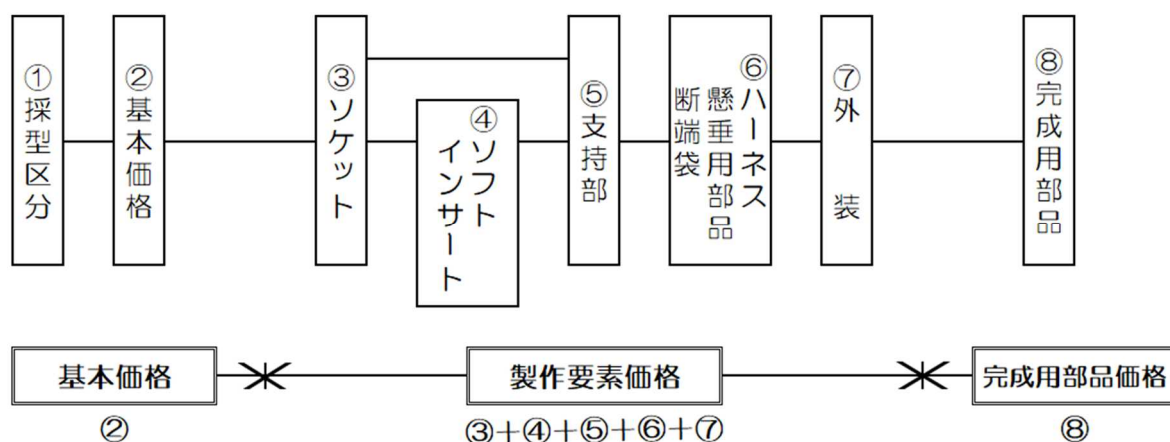 ①採型区分
②基本価格
③ソケット
④ソフト
インサート
⑤支持部
⑥ハーネス
懸垂用部品
断端袋
⑦外装
⑧完成用部品
基本価格
製作要素価格
完成用部品価格
②
③+④+⑤+⑥+⑦
⑧